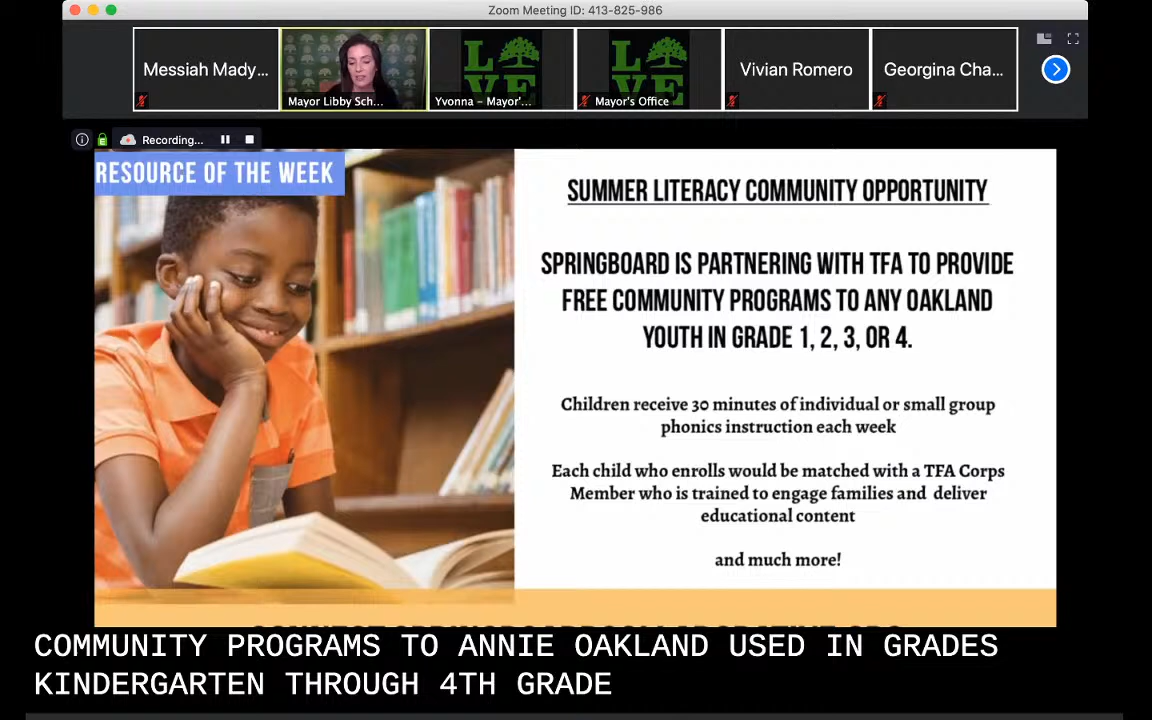 Zoom Meeting ID: 413-825-986
Messiah Mady...
Mayor Libby Sch...
LOVE
Yvonna – Mayor'...
LOVE
Mayor's Office
Vivian Romero
Georgina Cha...
Recording...
RESOURCE OF THE WEEK
SUMMER LITERACY COMMUNITY OPPORTUNITY
SPRINGBOARD IS PARTNERING WITH TFA TO PROVIDE
FREE COMMUNITY PROGRAMS TO ANY OAKLAND
YOUTH IN GRADE 1, 2, 3, OR 4.
Children receive 30 minutes of individual or small group
phonics instruction each week
Each child who enrolls would be matched with a TFA Corps
Member who is trained to engage families and deliver
educational content
and much more!
COMMUNITY PROGRAMS TO ANNIE OAKLAND USED IN GRADES
KINDERGARTEN THROUGH 4TH GRADE